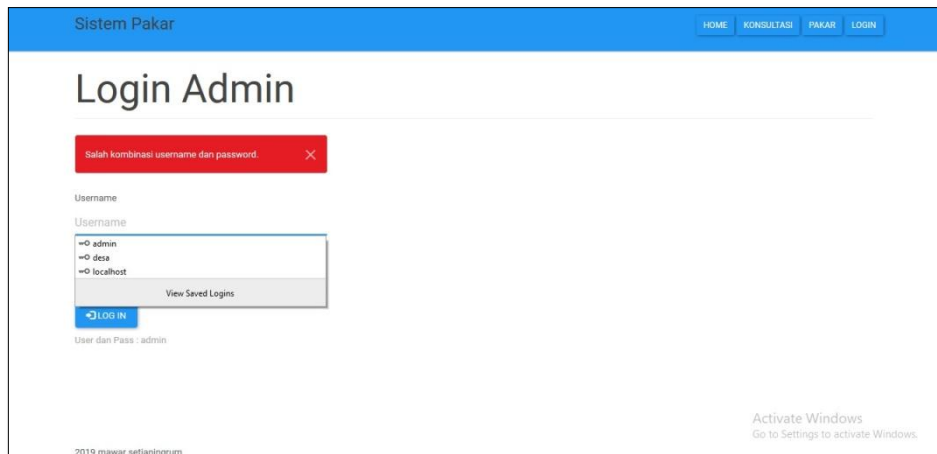 Sistem Pakar
HOME KONSULTASI PAKAR LOGIN
Login Admin
Salah kombinasi username dan password.
Username
Username
admin
desa
localhost
View Saved Logins
LOG IN
User dan Pass : admin
Activate Windows
Go to Settings to activate Windows.
2019 mawar setianingrum